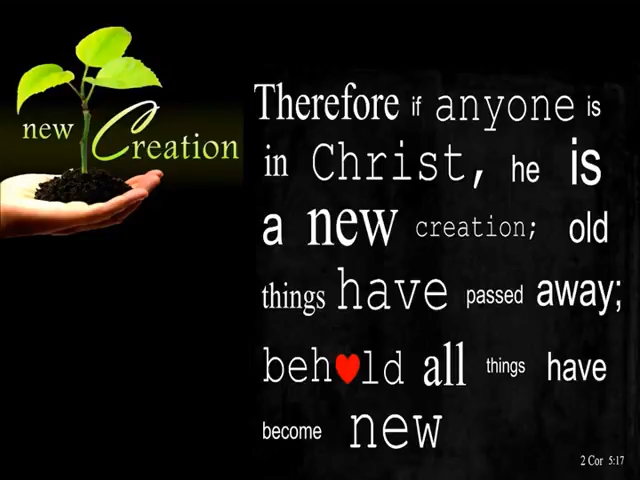 new Creation
Therefore if anyone is
in Christ, he is
a new creation; old
things have passed away;
behold all things have
become new
2 Cor 5:17